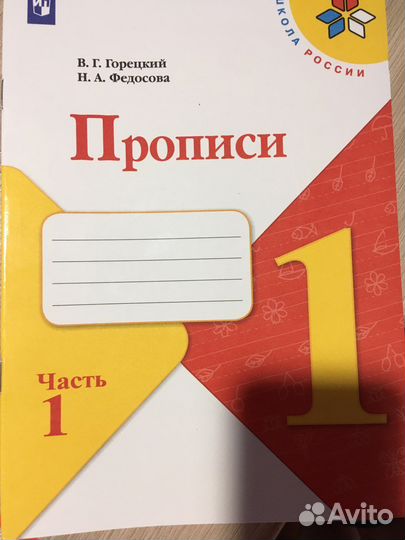 ШКОЛА РОССИИ
В. Г. Горецкий
Н. А. Федосова
Прописи
1
Часть
1
Avito